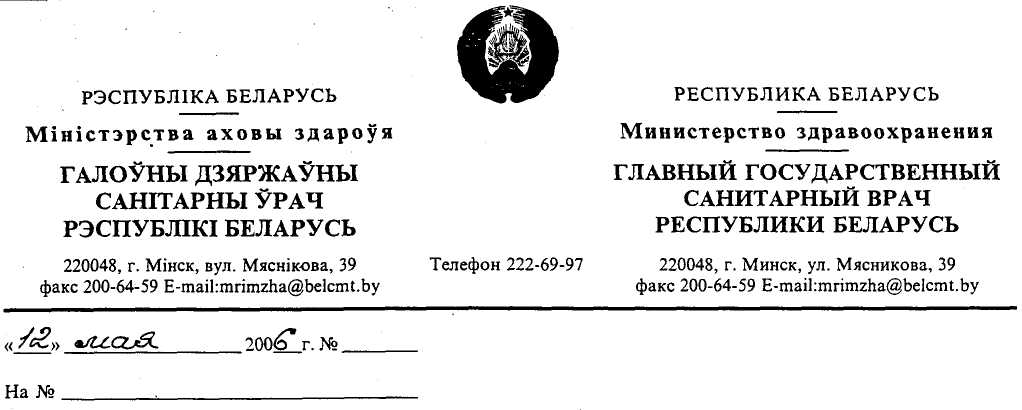 РЭСПУБЛІКА БЕЛАРУСЬ
Міністэрства аховы здароўя
ГАЛОЎНЫ ДЗЯРЖАЎНЫ
САНІТАРНЫ ЎРАЧ
РЭСПУБЛІКІ БЕЛАРУСЬ
220048, г. Мінск, вул. Мяснікова, 39
факс 200-64-59 E-mail:mrimzha@belcmt.by
Телефон 222-69-97
РЕСПУБЛИКА БЕЛАРУСЬ
Министерство здравоохранения
ГЛАВНЫЙ ГОСУДАРСТВЕННЫЙ
САНИТАРНЫЙ ВРАЧ
РЕСПУБЛИКИ БЕЛАРУСЬ
220048, г. Минск, ул. Мясникова, 39
факс 200-64-59 E-mail:mrimzha@belcmt.by
«12» мая 2006 г. №
На №